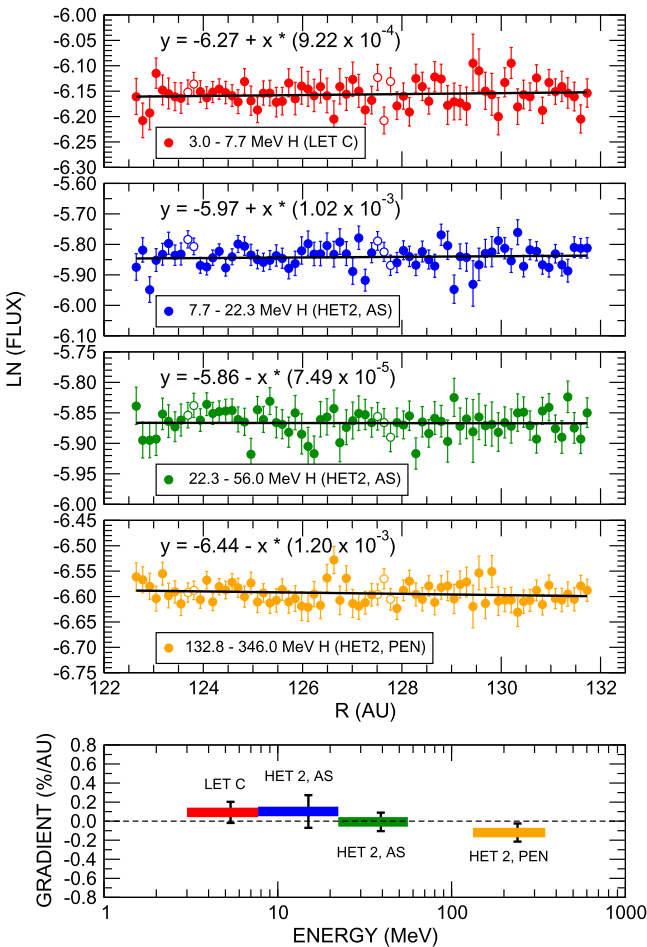 LN (FLUX)
-6.00
-6.05
-6.10
-6.15
-6.20
-6.25
-6.30
y = -6.27 + x * (9.22 x 10-4)
3.0 - 7.7 MeV H (LET C)
-5.60
-5.70
-5.80
-5.90
-6.00
-6.10
y = -5.97 + x * (1.02 x 10-3)
7.7 - 22.3 MeV H (HET2, AS)
-5.75
-5.80
-5.85
-5.90
-5.95
-6.00
y = -5.86 - x * (7.49 x 10-5)
22.3 - 56.0 MeV H (HET2, AS)
-6.45
-6.50
-6.55
-6.60
-6.65
-6.70
-6.75
y = -6.44 - x * (1.20 x 10-3)
132.8 - 346.0 MeV H (HET2, PEN)
122 124 126 128 130 132
R (AU)
GRADIENT (%/AU)
0.8
0.6
0.4
0.2
0.0
-0.2
-0.4
-0.6
-0.8
LET C
HET 2, AS
HET 2, AS
HET 2, PEN
1 10 100 1000
ENERGY (MeV)